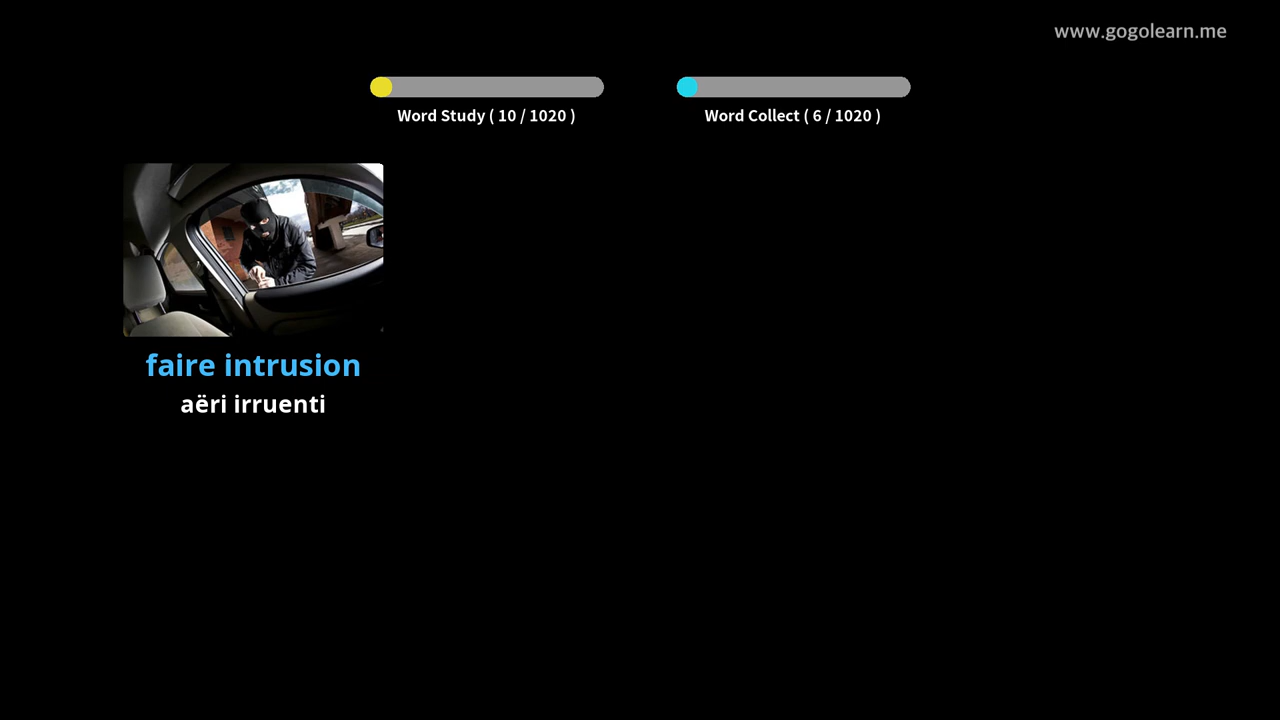 www.gogolearn.me
Word Study ( 10 / 1020 )
Word Collect ( 6 / 1020 )
faire intrusion
aëri irruenti